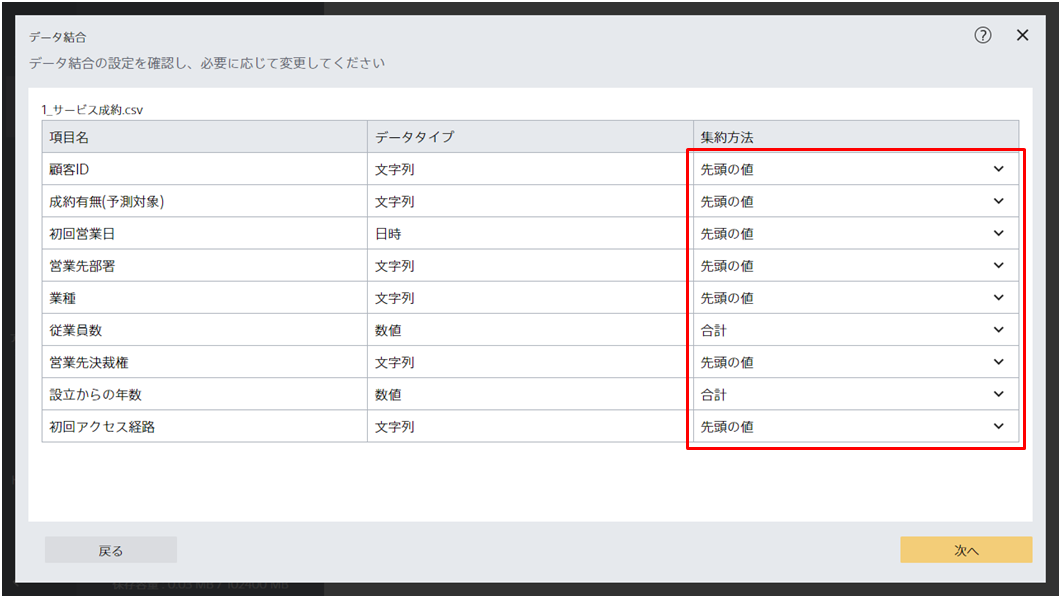 データ結合
データ結合の設定を確認し、必要に応じて変更してください
1_サービス成約.csv
項目名 データタイプ 集約方法
顧客ID 文字列 先頭の値
成約有無(予測対象) 文字列 先頭の値
初回営業日 日時 先頭の値
営業先部署 文字列 先頭の値
業種 文字列 先頭の値
従業員数 数値 合計
営業先決裁権 文字列 先頭の値
設立からの年数 数値 合計
初回アクセス経路 文字列 先頭の値
戻る 次へ